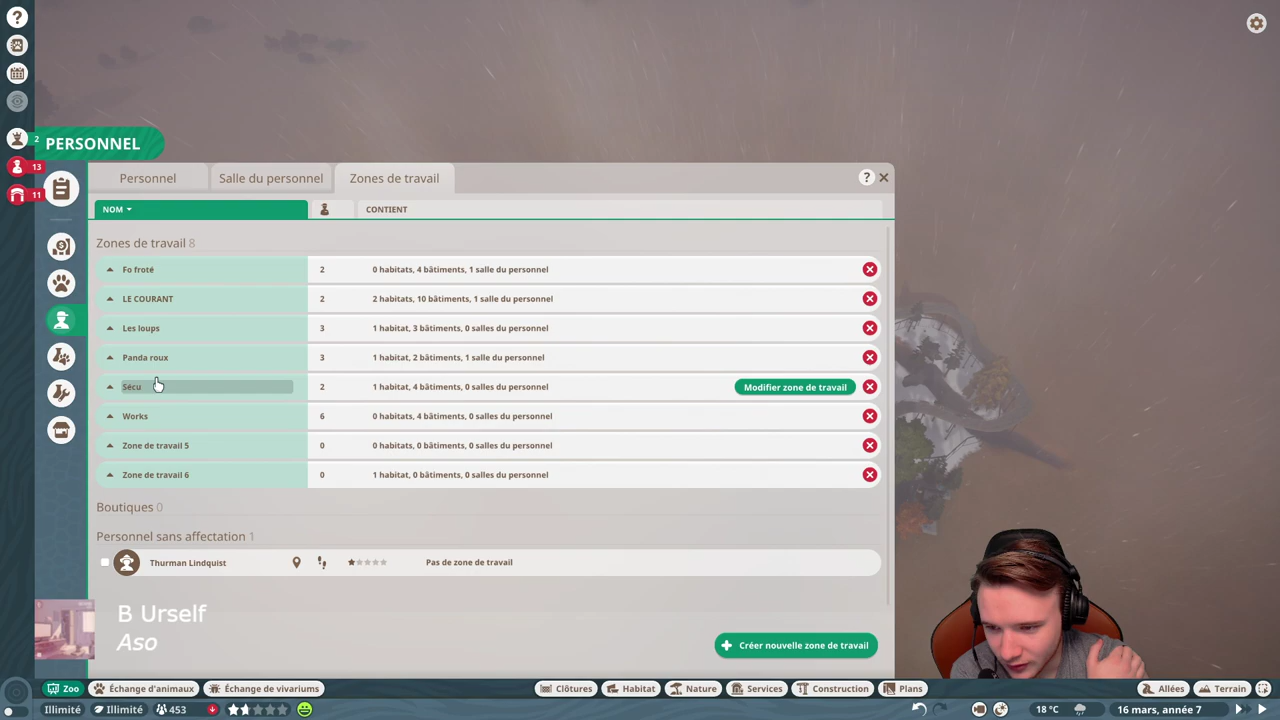 PERSONNEL
2
13
11
Personnel
Salle du personnel
Zones de travail
?
NOM
CONTIENT
Zones de travail 8
Fo froté 2 0 habitats, 4 bâtiments, 1 salle du personnel
LE COURANT 2 2 habitats, 10 bâtiments, 1 salle du personnel
Les loups 3 1 habitat, 3 bâtiments, 0 salles du personnel
Panda roux 3 1 habitat, 2 bâtiments, 1 salle du personnel
Sécu 2 1 habitat, 4 bâtiments, 0 salles du personnel Modifier zone de travail
Works 6 0 habitats, 4 bâtiments, 0 salles du personnel
Zone de travail 5 0 0 habitats, 0 bâtiments, 0 salles du personnel
Zone de travail 6 0 1 habitat, 0 bâtiments, 0 salles du personnel
Boutiques 0
Personnel sans affectation 1
Thurman Lindquist Pas de zone de travail
B Urself
Aso
Créer nouvelle zone de travail
Zoo Échange d'animaux Échange de vivariums Clôtures Habitat Nature Services Construction Plans Allées Terrain
Illimité Illimité 453 18 °C 16 mars, année 7